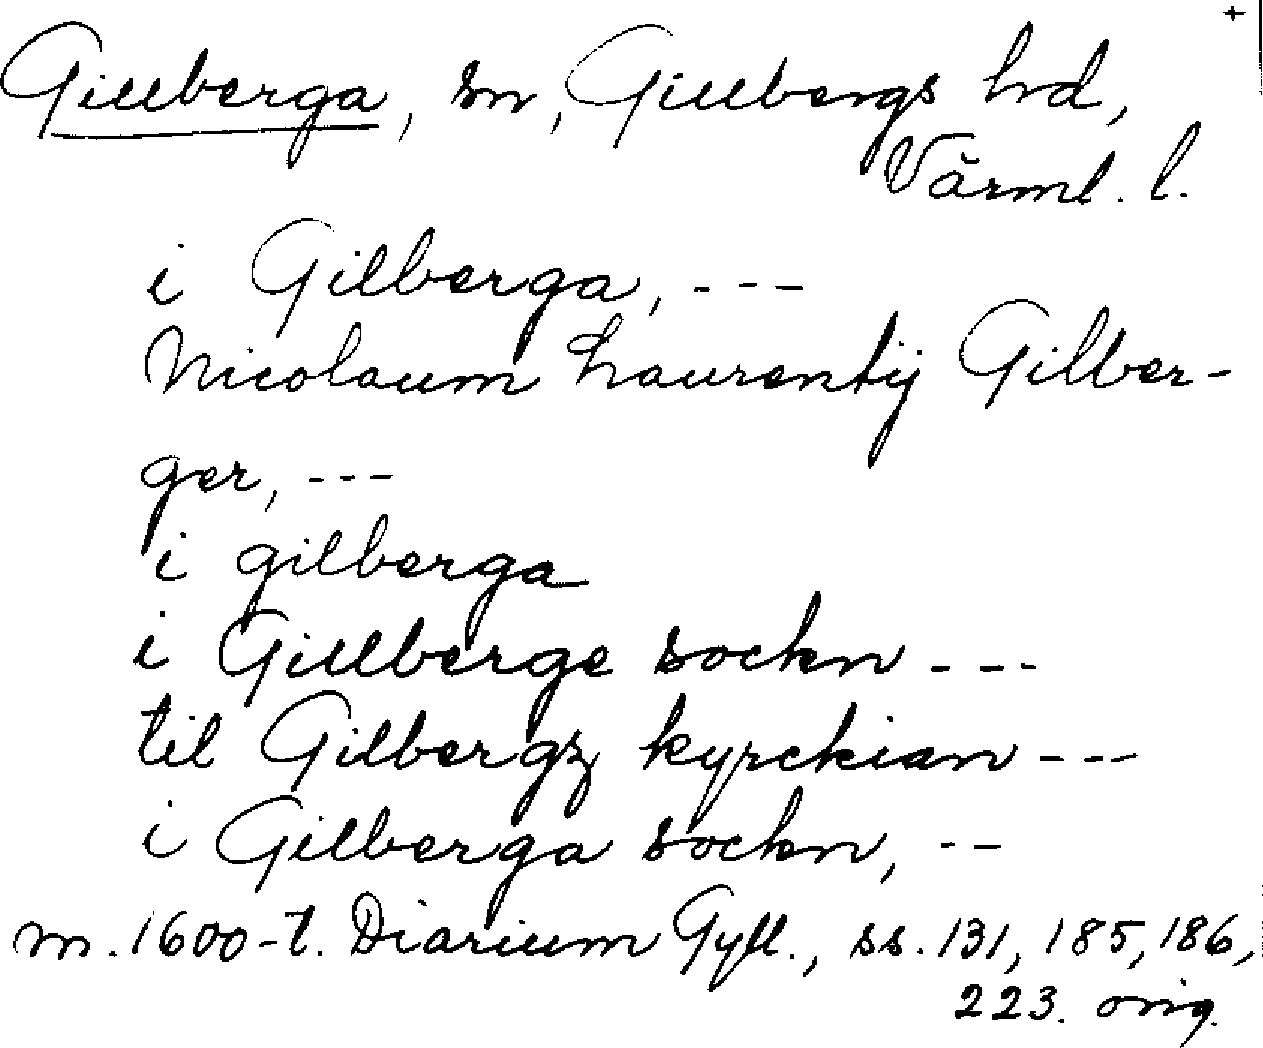 +
Gillberga, sn, Gillbergs hd,
Värml. l.
i Gilberga, ---
Nicolaum Laurentij Gilber-
ger, ---
i gilberga
i Gillberge sockn ---
til Gilbergz kyrckian ---
i Gilberga sockn, --
m. 1600-t. Diarium Gyll., ss. 131, 185, 186,
223. orig.